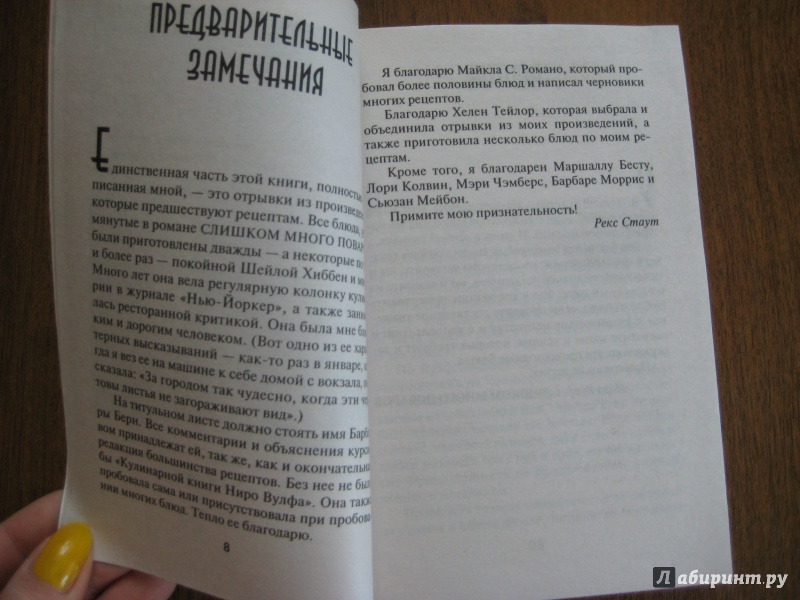 ПРЕДВАРИТЕЛЬНЫЕ
ЗАМЕЧАНИЯ
Единственная часть этой книги, полностью
писанная мной, — это отрывки из произведе
которые предшествуют рецептам. Все блюда,
мянутые в романе СЛИШКОМ МНОГО ПОВАР
были приготовлены дважды — а некоторые по
и более раз — покойной Шейлой Хиббен и мн
Много лет она вела регулярную колонку кули
рии в журнале «Нью-Йоркер», а также зани
лась ресторанной критикой. Она была мне бл
ким и дорогим человеком. (Вот одно из ее хара
терных высказываний — как-то раз в январе,
гда я вез ее на машине к себе домой с вокзала,
сказала: «За городом так чудесно, когда эти че
товы листья не загораживают вид».)
На титульном листе должно стоять имя Барб
ры Берн. Все комментарии и объяснения курс
вом принадлежат ей, так же, как и окончательн
редакция большинства рецептов. Без нее не был
бы «Кулинарной книги Ниро Вулфа». Она такж
пробовала сама или присутствовала при пробова
нии многих блюд. Тепло ее благодарю.
8
Я благодарю Майкла С. Романо, который про-
бовал более половины блюд и написал черновики
многих рецептов.
Благодарю Хелен Тейлор, которая выбрала и
объединила отрывки из моих произведений, а
также приготовила несколько блюд по моим ре-
цептам.
Кроме того, я благодарен Маршаллу Бесту,
Лори Колвин, Мэри Чэмберс, Барбаре Моррис и
Сьюзан Мейбон.
Примите мою признательность!
Рекс Стаут
Лабиринт.ру